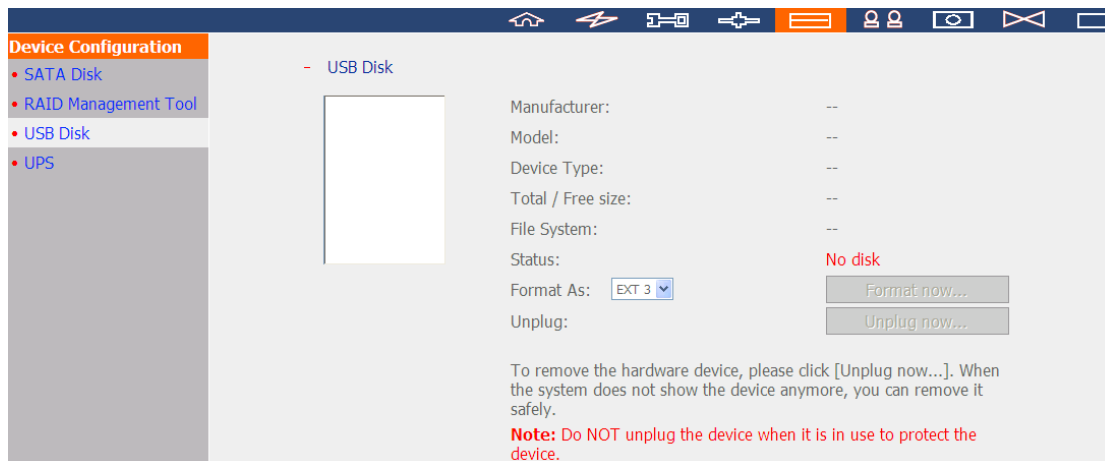 Device Configuration
• SATA Disk
• RAID Management Tool
• USB Disk
• UPS
– USB Disk
Manufacturer: --
Model: --
Device Type: --
Total / Free size: --
File System: --
Status: No disk
Format As: EXT 3 Format now...
Unplug: Unplug now...
To remove the hardware device, please click [Unplug now...]. When
the system does not show the device anymore, you can remove it
safely.
Note: Do NOT unplug the device when it is in use to protect the
device.